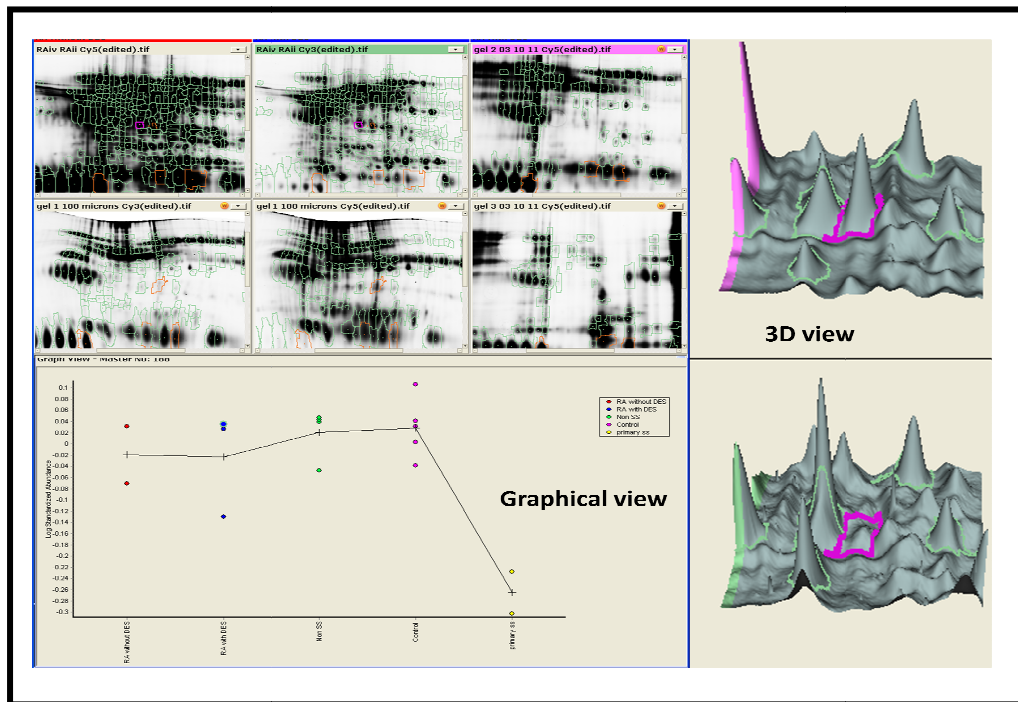 RAiv RAii Cy5(edited).tif
RAiv RAii Cy3(edited).tif
gel 2 03 10 11 Cy5(edited).tif
gel 1 100 microns Cy3(edited).tif
gel 1 100 microns Cy5(edited).tif
gel 3 03 10 11 Cy5(edited).tif
3D view
Graph View - Master No: 188
Log Standardized Abundance
0.1
0.08
0.06
0.04
0.02
0
-0.02
-0.04
-0.06
-0.08
-0.1
-0.12
-0.14
-0.16
-0.18
-0.2
-0.22
-0.24
-0.26
-0.28
-0.3
RA without DES
RA with DES
Non SS
Control
primary ss
Graphical view
RA without DES
RA with DES
Non SS
Control
primary ss